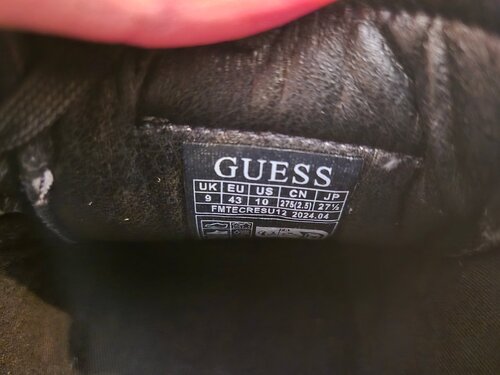 GUESS
UK EU US CN JP
9 43 10 275(2.5) 27½
FMTECRESU12 2024.04